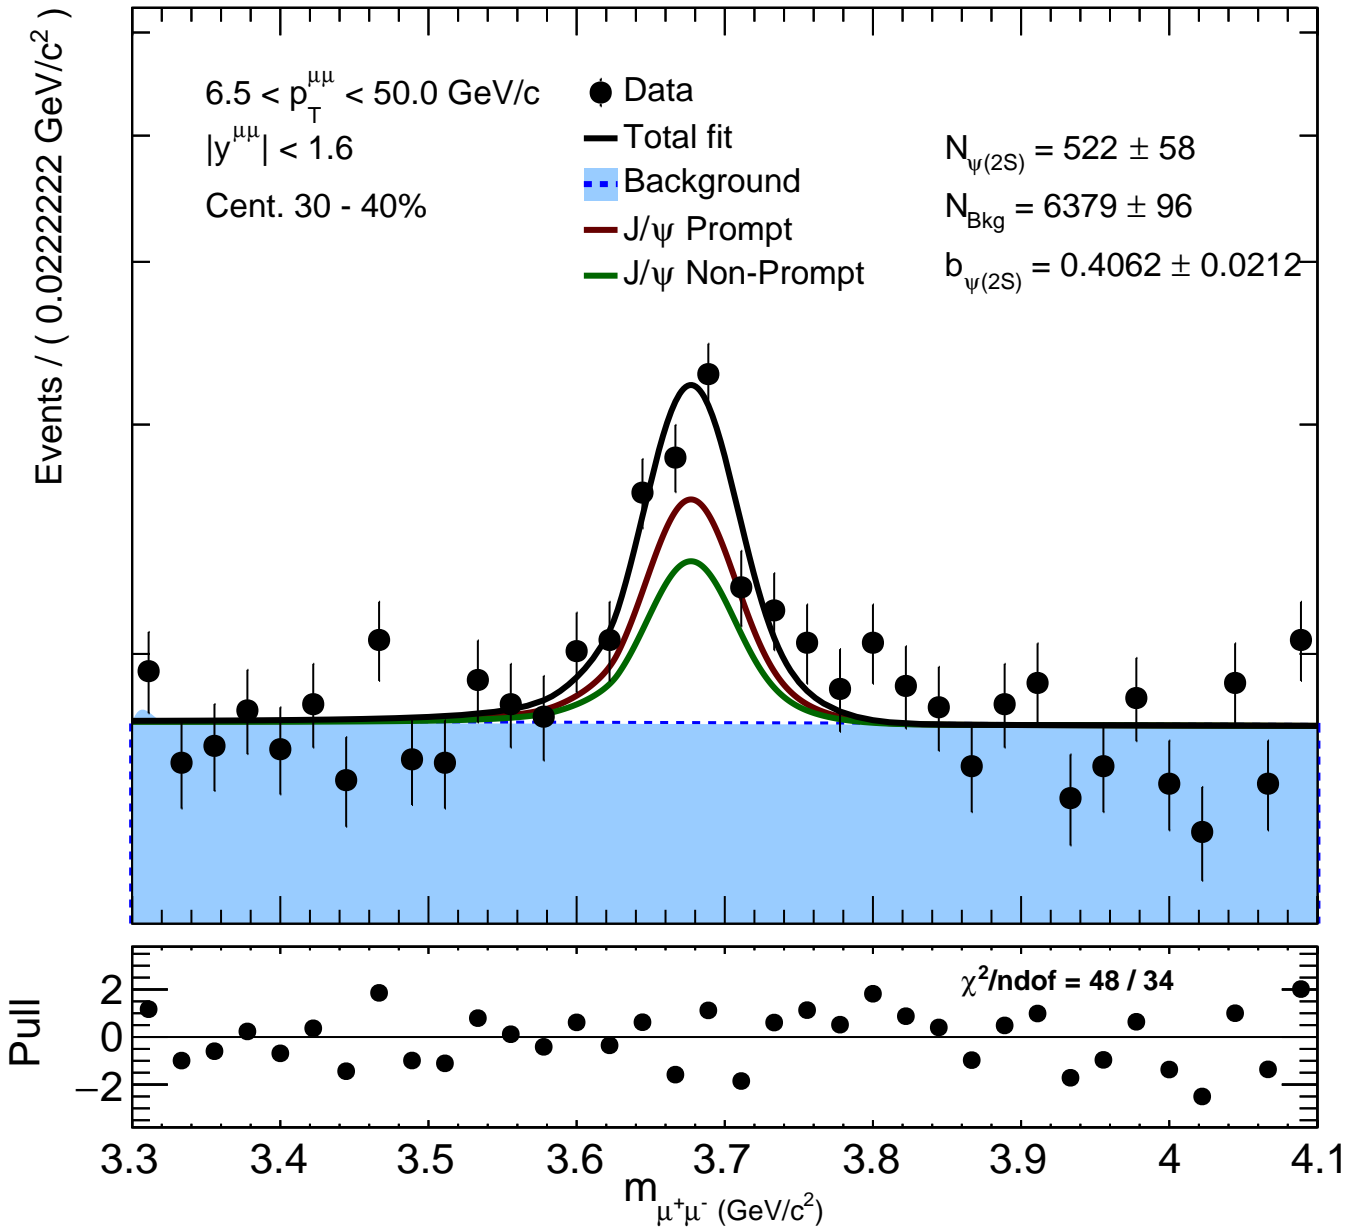 Events / ( 0.0222222 GeV/c²)
6.5 < p_T^μμ < 50.0 GeV/c
|y^μμ| < 1.6
Cent. 30 - 40%
Data
Total fit
Background
J/ψ Prompt
J/ψ Non-Prompt
N_ψ(2S) = 522 ± 58
N_Bkg = 6379 ± 96
b_ψ(2S) = 0.4062 ± 0.0212
Pull
2
0
−2
χ²/ndof = 48 / 34
3.3 3.4 3.5 3.6 3.7 3.8 3.9 4 4.1
m_μ⁺μ⁻ (GeV/c²)